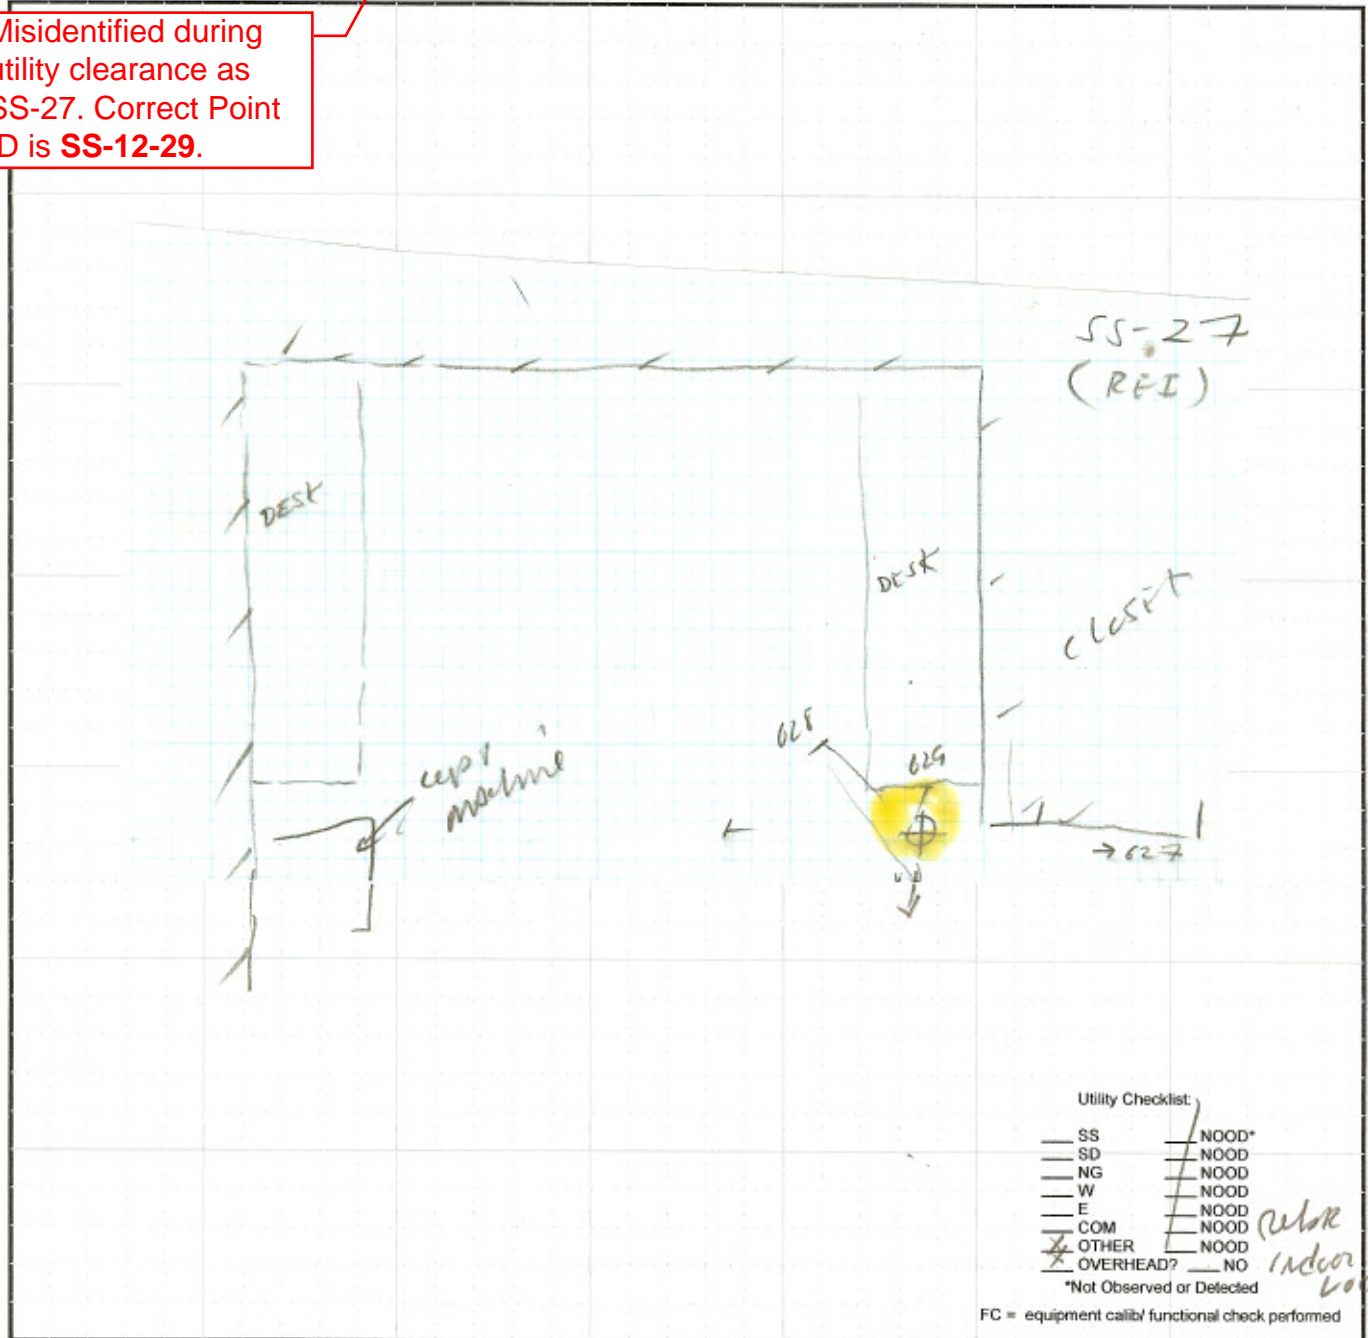 Misidentified during
utility clearance as
SS-27. Correct Point
ID is SS-12-29.
SS-27
(REI)
DESK
DESK
CLOSET
copy
machine
028
029
→ 027
Utility Checklist:
SS NOOD*
SD NOOD
NG NOOD
W NOOD
E NOOD
COM NOOD
X OTHER NOOD
OVERHEAD? NO
indoor
*Not Observed or Detected
FC = equipment calib/ functional check performed